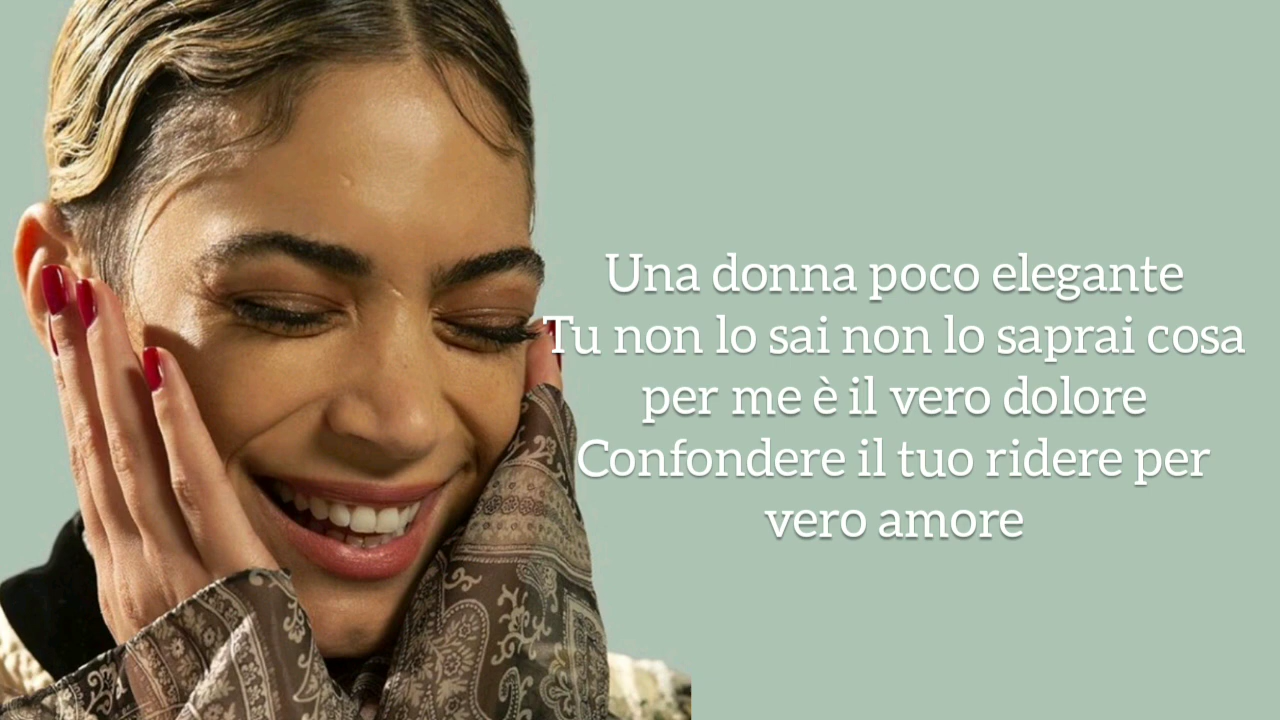 Una donna poco elegante
Tu non lo sai non lo saprai cosa
per me è il vero dolore
Confondere il tuo ridere per
vero amore